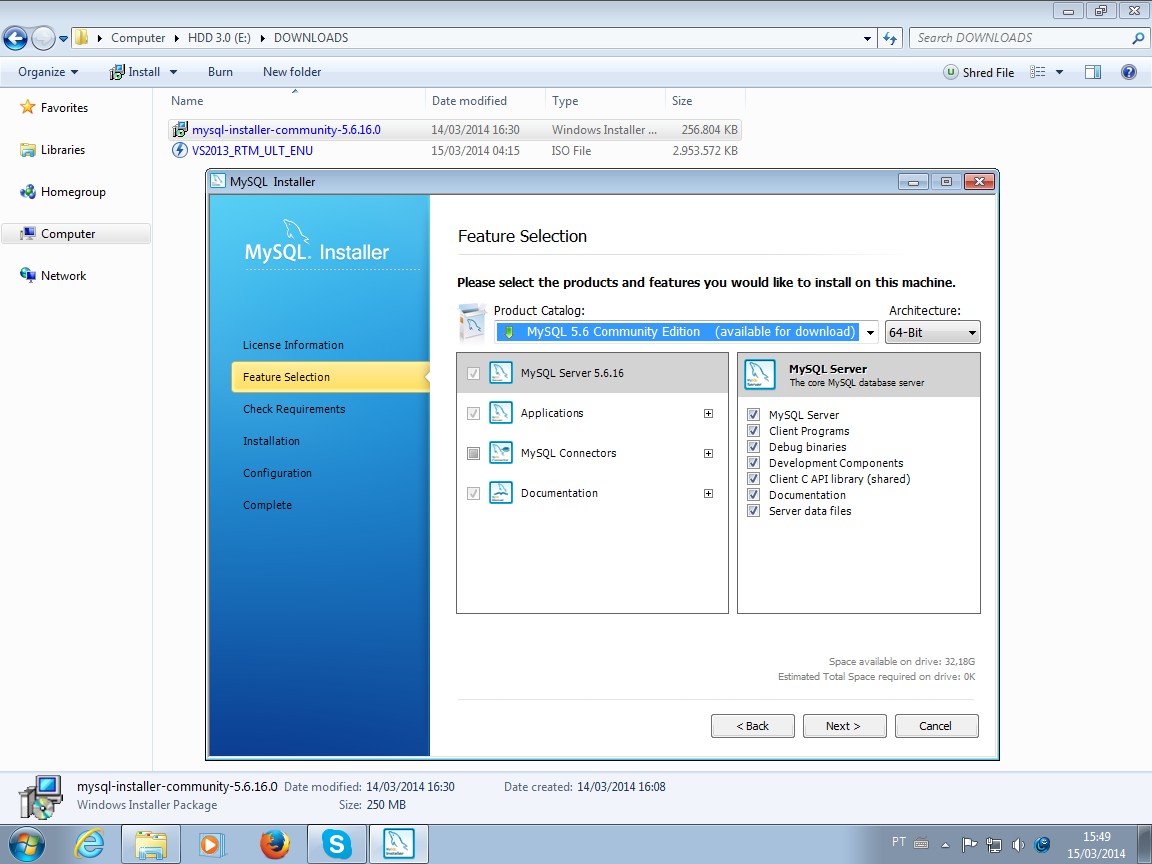 Computer ▸ HDD 3.0 (E:) ▸ DOWNLOADS
Search DOWNLOADS
Organize Install Burn New folder
Shred File
Name Date modified Type Size
mysql-installer-community-5.6.16.0 14/03/2014 16:30 Windows Installer ... 256.804 KB
VS2013_RTM_ULT_ENU 15/03/2014 04:15 ISO File 2.953.572 KB
Favorites
Libraries
Homegroup
Computer
Network
MySQL Installer
MySQL. Installer
License Information
Feature Selection
Check Requirements
Installation
Configuration
Complete
Feature Selection
Please select the products and features you would like to install on this machine.
Product Catalog:
Architecture:
MySQL 5.6 Community Edition (available for download)
64-Bit
MySQL Server 5.6.16
Applications
MySQL Connectors
Documentation
MySQL Server
The core MySQL database server
MySQL Server
Client Programs
Debug binaries
Development Components
Client C API library (shared)
Documentation
Server data files
Space available on drive: 32,18G
Estimated Total Space required on drive: 0K
< Back Next > Cancel
mysql-installer-community-5.6.16.0 Date modified: 14/03/2014 16:30 Date created: 14/03/2014 16:08
Windows Installer Package Size: 250 MB
PT
15:49
15/03/2014